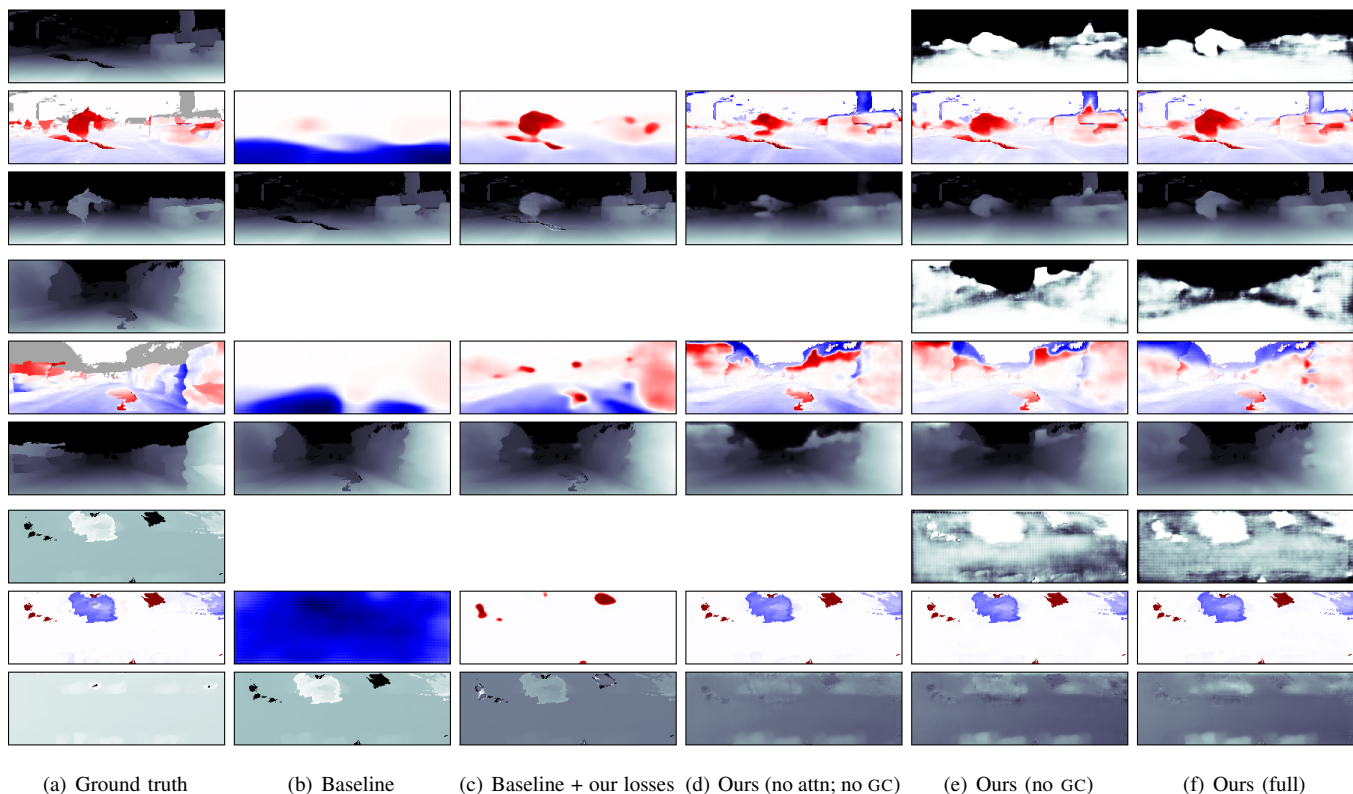 (a) Ground truth
(b) Baseline
(c) Baseline + our losses
(d) Ours (no attn; no GC)
(e) Ours (no GC)
(f) Ours (full)